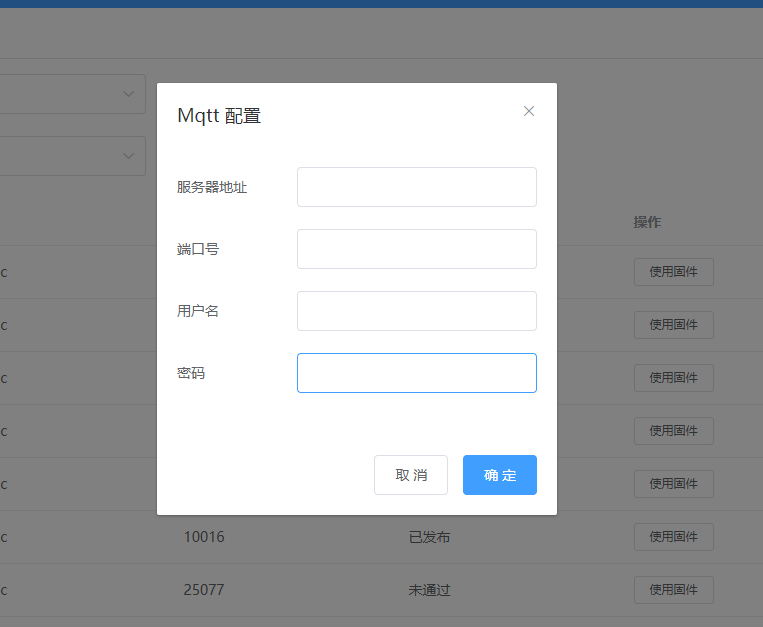 Mqtt 配置
服务器地址
端口号
用户名
密码
取 消
确 定
操作
c 使用固件
c 使用固件
c 使用固件
c 使用固件
c 使用固件
c 10016 已发布 使用固件
c 25077 未通过 使用固件